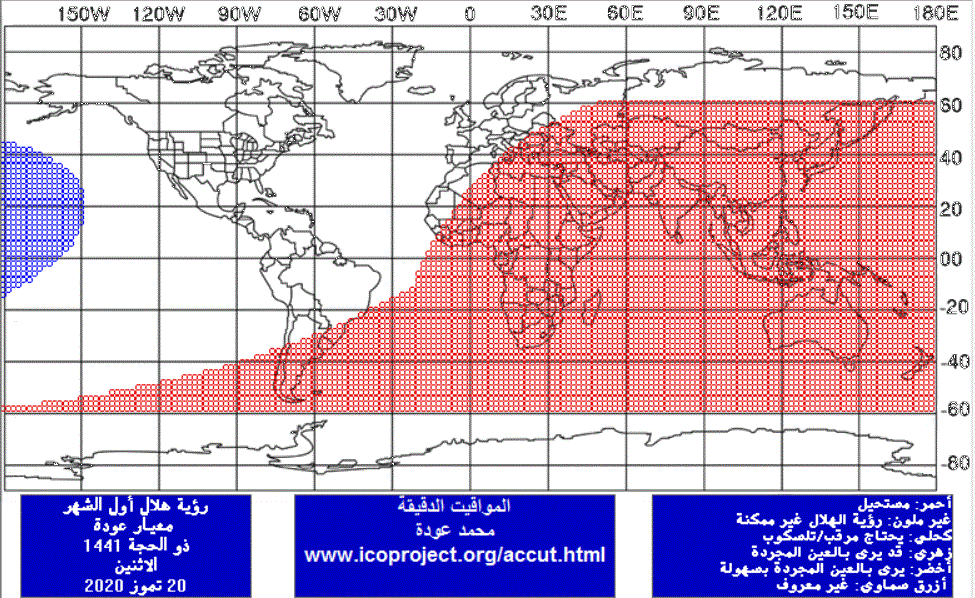 150W 120W 90W 60W 30W 0 30E 60E 90E 120E 150E 180E
80
60
40
20
00
-20
-40
-60
-80
رؤية هلال أول الشهر
معيار عودة
ذو الحجة 1441
الاثنين
20 تموز 2020
المواقيت الدقيقة
محمد عودة
www.icoproject.org/accut.html
أحمر: مستحيل
غير ملون: رؤية الهلال غير ممكنة
كحلي: يحتاج مرقب/تلسكوب
زهري: قد يرى بالعين المجردة
أخضر: يرى بالعين المجردة بسهولة
أزرق سماوي: غير معروف